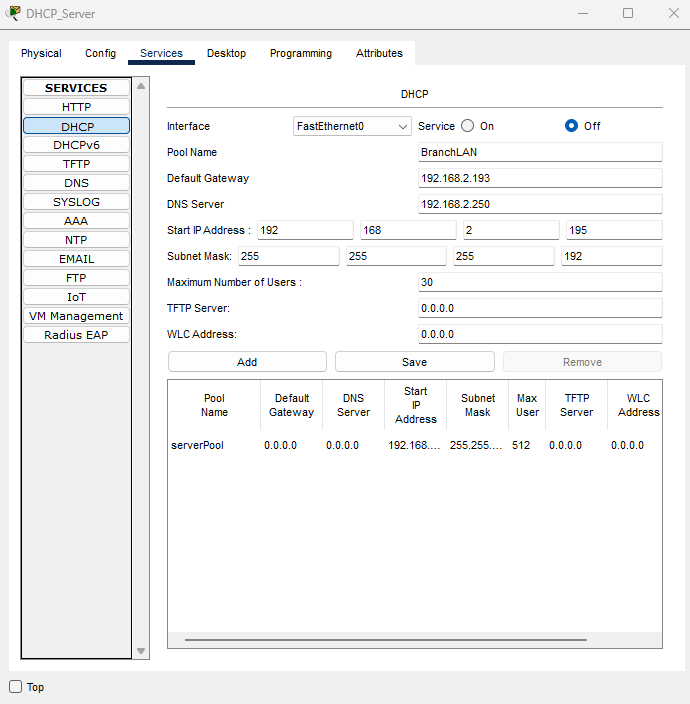 DHCP_Server
Physical Config Services Desktop Programming Attributes
SERVICES
HTTP
DHCP
DHCPv6
TFTP
DNS
SYSLOG
AAA
NTP
EMAIL
FTP
IoT
VM Management
Radius EAP
DHCP
Interface FastEthernet0 Service On Off
Pool Name BranchLAN
Default Gateway 192.168.2.193
DNS Server 192.168.2.250
Start IP Address : 192 168 2 195
Subnet Mask: 255 255 255 192
Maximum Number of Users : 30
TFTP Server: 0.0.0.0
WLC Address: 0.0.0.0
Add Save Remove
Pool Name Default Gateway DNS Server Start IP Address Subnet Mask Max User TFTP Server WLC Address
serverPool 0.0.0.0 0.0.0.0 192.168.... 255.255.... 512 0.0.0.0 0.0.0.0
Top